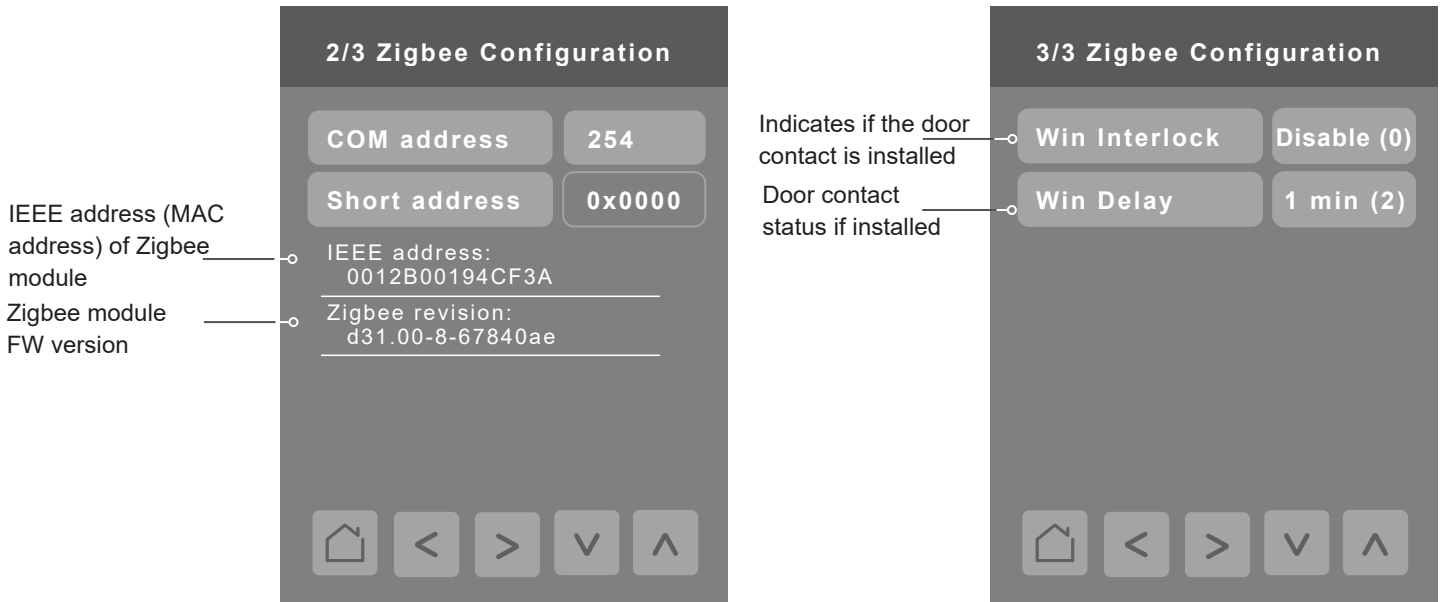 2/3 Zigbee Configuration
COM address 254
Short address 0x0000
IEEE address (MAC
address) of Zigbee
module
IEEE address:
0012B00194CF3A
Zigbee module
FW version
Zigbee revision:
d31.00-8-67840ae
< > V Λ
3/3 Zigbee Configuration
Indicates if the door
contact is installed
Win Interlock Disable (0)
Door contact
status if installed
Win Delay 1 min (2)
< > V Λ